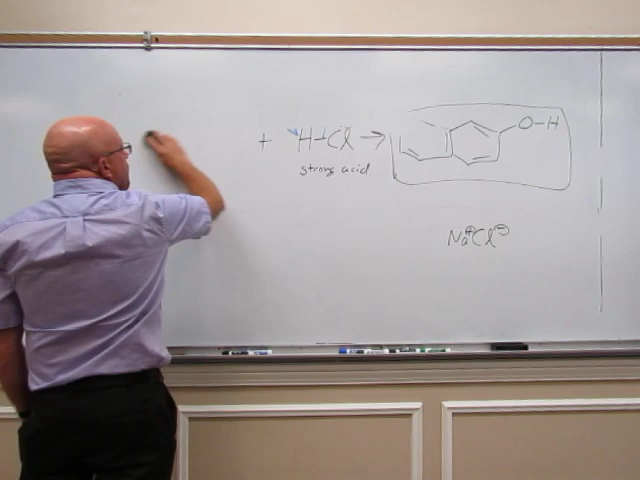 + H-Cl → O-H
strong acid
Na⊕Cl⊖